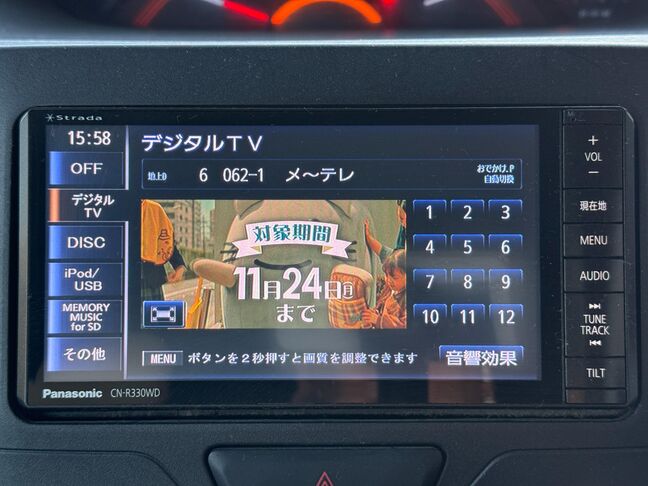 Strada
15:58
デジタルTV
OFF
地上D 6 062-1 メ〜テレ
おでかけ.P
自動切換
デジタル
TV
DISC
iPod/
USB
MEMORY
MUSIC
for SD
その他
対象期間
11月24日月
まで
1 2 3
4 5 6
7 8 9
10 11 12
MENU ボタンを2秒押すと画質を調整できます
音響効果
+
VOL
−
現在地
MENU
AUDIO
TUNE
TRACK
TILT
Panasonic CN-R330WD